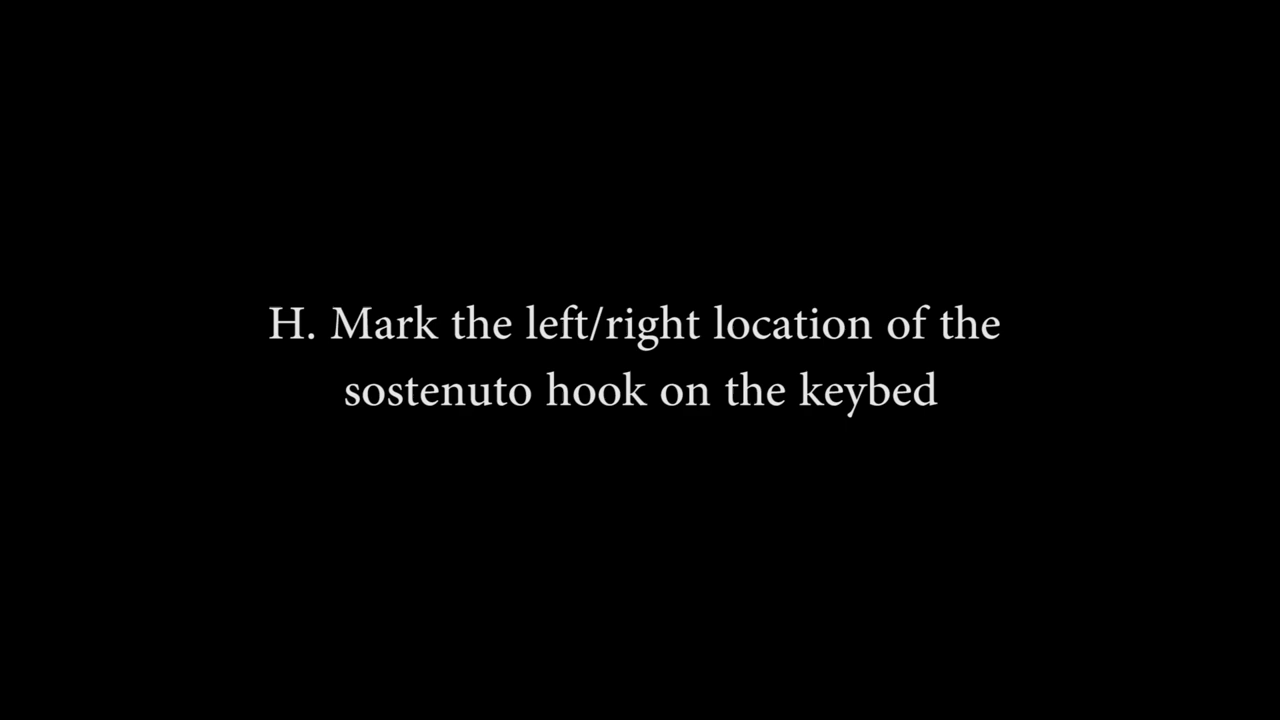 H. Mark the left/right location of the
sostenuto hook on the keybed